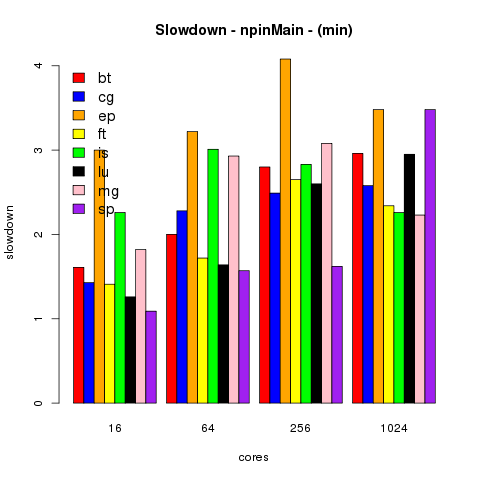 Slowdown - npinMain - (min)
4
3
2
1
0
slowdown
bt
cg
ep
ft
is
lu
mg
sp
16 64 256 1024
cores